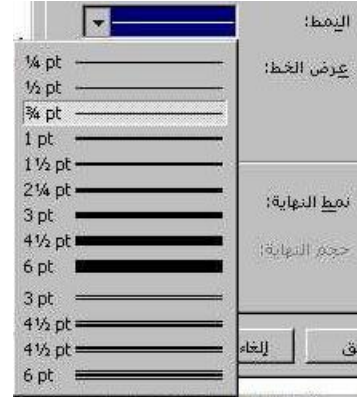 النمط:
عرض الخط:
¼ pt
½ pt
¾ pt
1 pt
1½ pt
2¼ pt
3 pt
4½ pt
6 pt
3 pt
4½ pt
4½ pt
6 pt
نمط النهاية:
حجم النهاية: